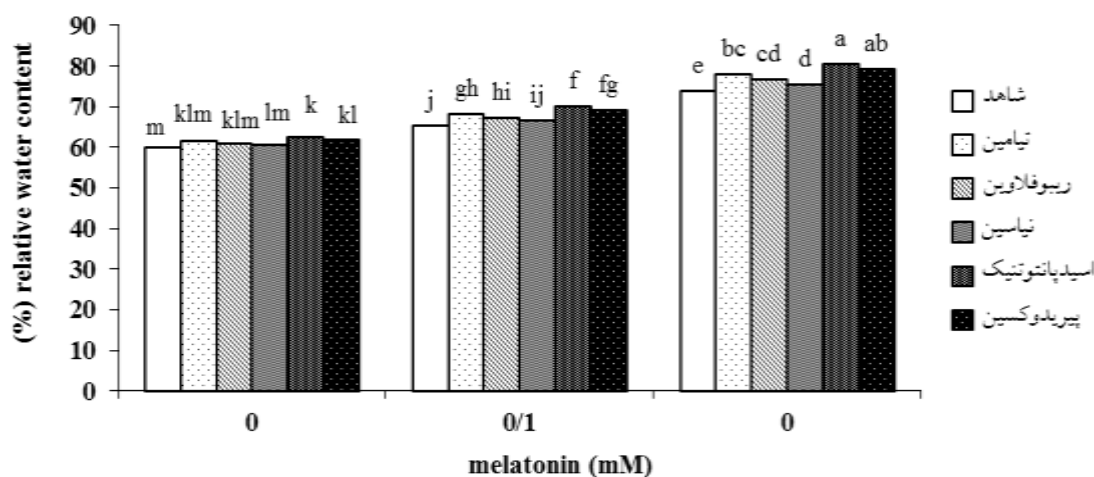 90
80
70
60
50
40
30
20
10
0
(%) relative water content
m klm klm lm k kl
j gh hi ij f fg
e bc cd d a ab
0 0/1 0
melatonin (mM)
شاهد
تیامین
ریبوفلاوین
نیاسین
اسیدپانتوتنیک
پیریدوکسین